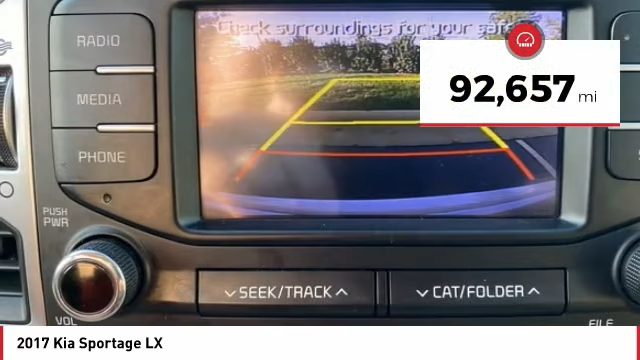 Check surroundings for your safety
RADIO
92,657 mi
MEDIA
PHONE
PUSH
PWR
SEEK/TRACK
CAT/FOLDER
VOL
FILE
2017 Kia Sportage LX